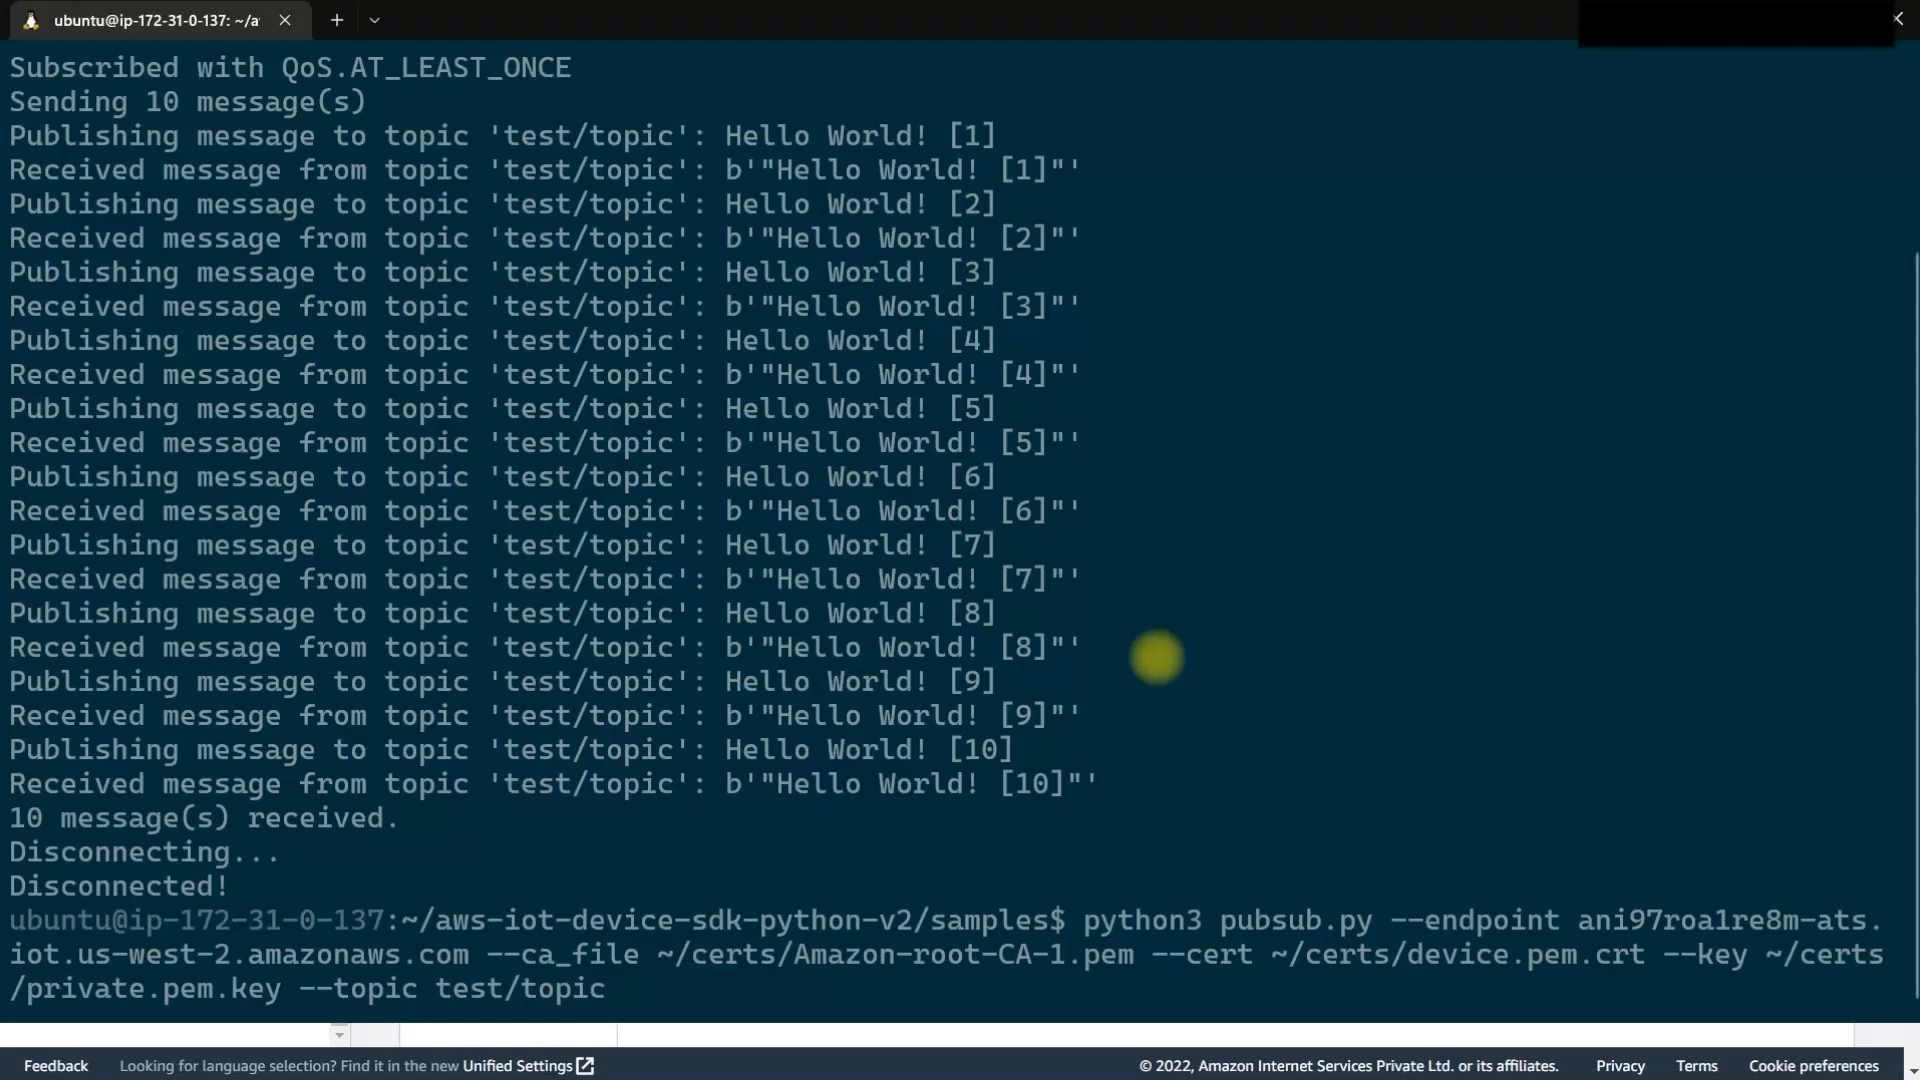 ubuntu@ip-172-31-0-137: ~/a
Subscribed with QoS.AT_LEAST_ONCE
Sending 10 message(s)
Publishing message to topic 'test/topic': Hello World! [1]
Received message from topic 'test/topic': b'"Hello World! [1]"'
Publishing message to topic 'test/topic': Hello World! [2]
Received message from topic 'test/topic': b'"Hello World! [2]"'
Publishing message to topic 'test/topic': Hello World! [3]
Received message from topic 'test/topic': b'"Hello World! [3]"'
Publishing message to topic 'test/topic': Hello World! [4]
Received message from topic 'test/topic': b'"Hello World! [4]"'
Publishing message to topic 'test/topic': Hello World! [5]
Received message from topic 'test/topic': b'"Hello World! [5]"'
Publishing message to topic 'test/topic': Hello World! [6]
Received message from topic 'test/topic': b'"Hello World! [6]"'
Publishing message to topic 'test/topic': Hello World! [7]
Received message from topic 'test/topic': b'"Hello World! [7]"'
Publishing message to topic 'test/topic': Hello World! [8]
Received message from topic 'test/topic': b'"Hello World! [8]"'
Publishing message to topic 'test/topic': Hello World! [9]
Received message from topic 'test/topic': b'"Hello World! [9]"'
Publishing message to topic 'test/topic': Hello World! [10]
Received message from topic 'test/topic': b'"Hello World! [10]"'
10 message(s) received.
Disconnecting...
Disconnected!
ubuntu@ip-172-31-0-137:~/aws-iot-device-sdk-python-v2/samples$ python3 pubsub.py --endpoint ani97roa1re8m-ats.
iot.us-west-2.amazonaws.com --ca_file ~/certs/Amazon-root-CA-1.pem --cert ~/certs/device.pem.crt --key ~/certs
/private.pem.key --topic test/topic
Feedback Looking for language selection? Find it in the new Unified Settings © 2022, Amazon Internet Services Private Ltd. or its affiliates. Privacy Terms Cookie preferences